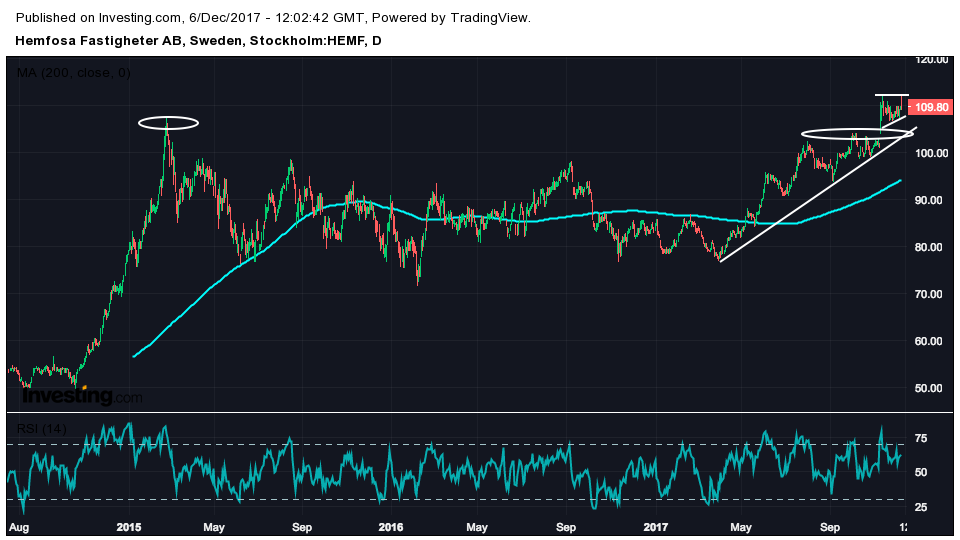 Published on Investing.com, 6/Dec/2017 - 12:02:42 GMT, Powered by TradingView.
Hemfosa Fastigheter AB, Sweden, Stockholm:HEMF, D
MA (200, close, 0)
120.00
109.80
100.00
90.00
80.00
70.00
60.00
50.00
Investing.com
RSI (14)
75
50
25
Aug 2015 May Sep 2016 May Sep 2017 May Sep 12